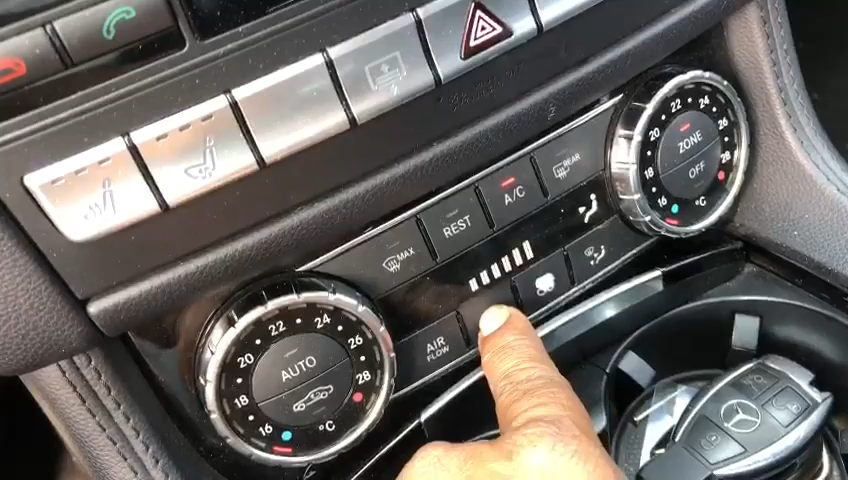 MAX
REST
A/C
REAR
ZONE
OFF
16 18 20 22 24 26 28
°C
AIR
FLOW
AUTO
16 18 20 22 24 26 28
°C